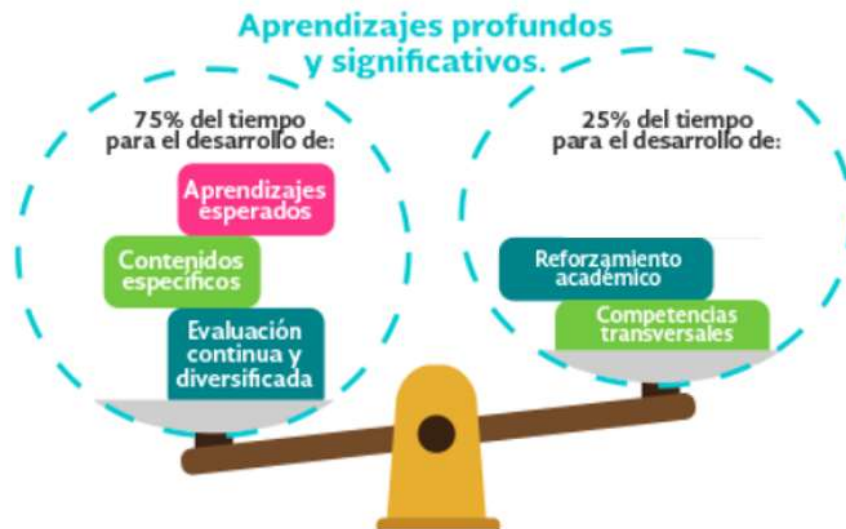 Aprendizajes profundos
y significativos.
75% del tiempo
para el desarrollo de:
Aprendizajes
esperados
Contenidos
específicos
Evaluación
continua y
diversificada
25% del tiempo
para el desarrollo de:
Reforzamiento
académico
Competencias
transversales